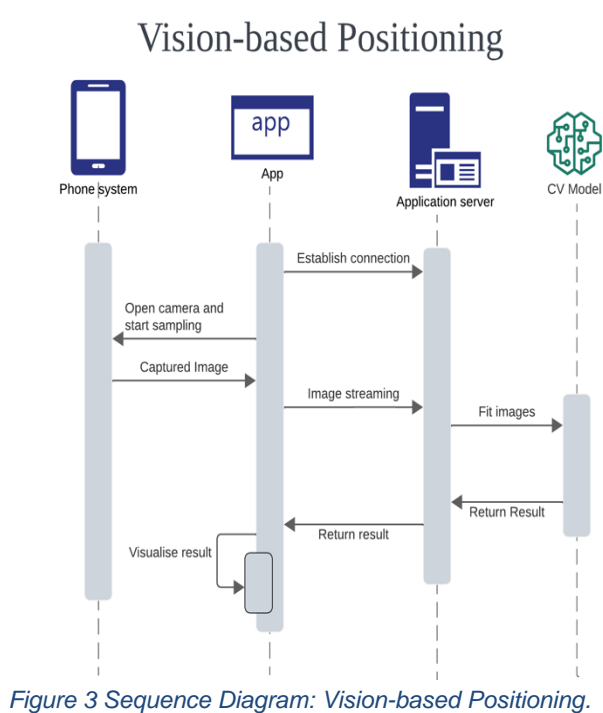 Vision-based Positioning
app
Phone system
App
Application server
CV Model
Establish connection
Open camera and
start sampling
Captured Image
Image streaming
Fit images
Return Result
Return result
Visualise result
Figure 3 Sequence Diagram: Vision-based Positioning.